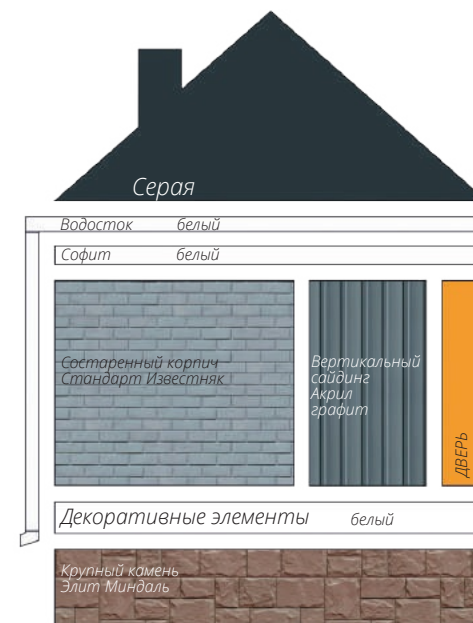 Серая
Водосток белый
Софит белый
Состаренный корпич
Стандарт Известняк
Вертикальный
сайдинг
Акрил
графит
ДВЕРЬ
Декоративные элементы белый
Крупный камень
Элит Миндаль